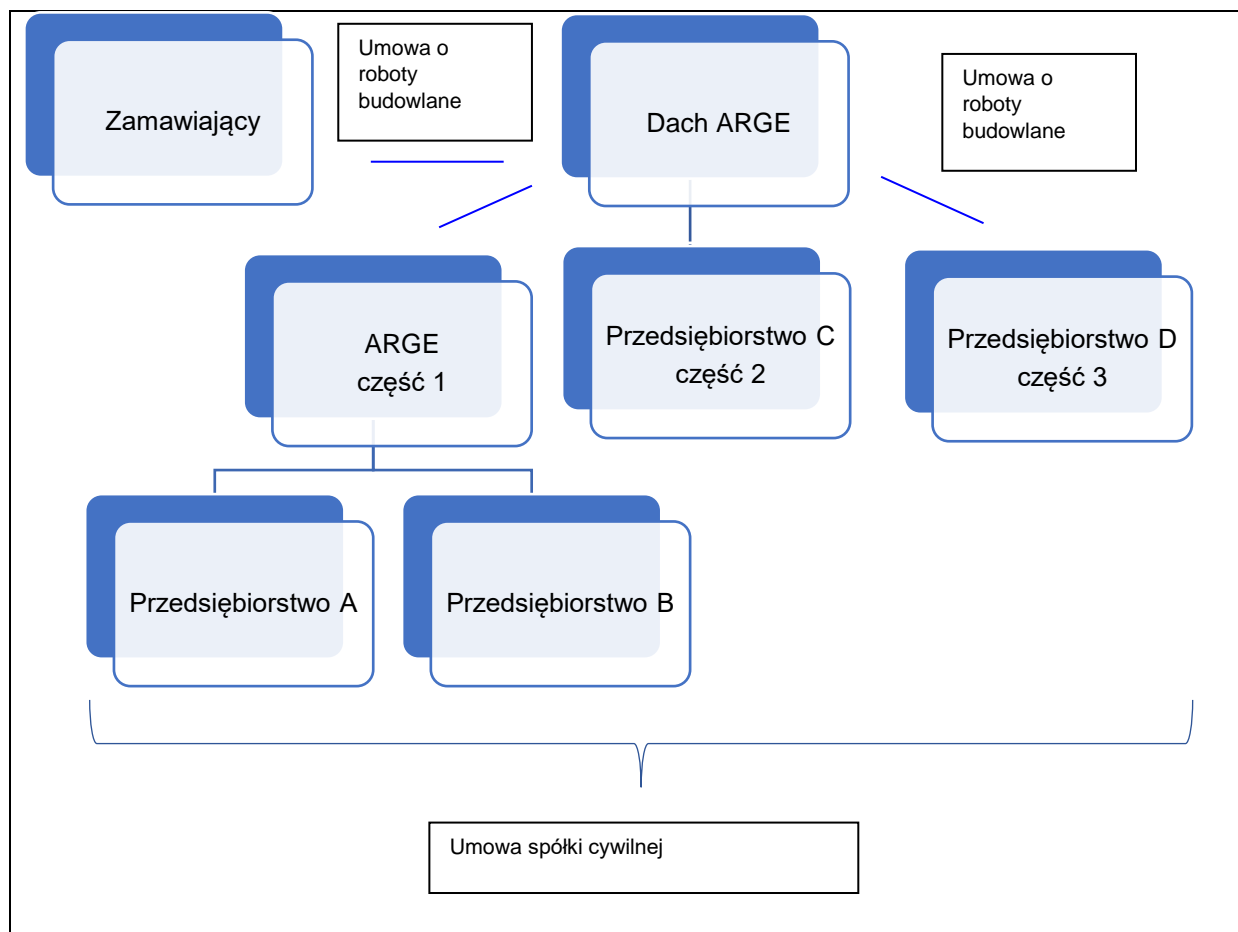 Zamawiający
Umowa o
roboty
budowlane
Dach ARGE
Umowa o
roboty
budowlane
ARGE
część 1
Przedsiębiorstwo C
część 2
Przedsiębiorstwo D
część 3
Przedsiębiorstwo A
Przedsiębiorstwo B
Umowa spółki cywilnej